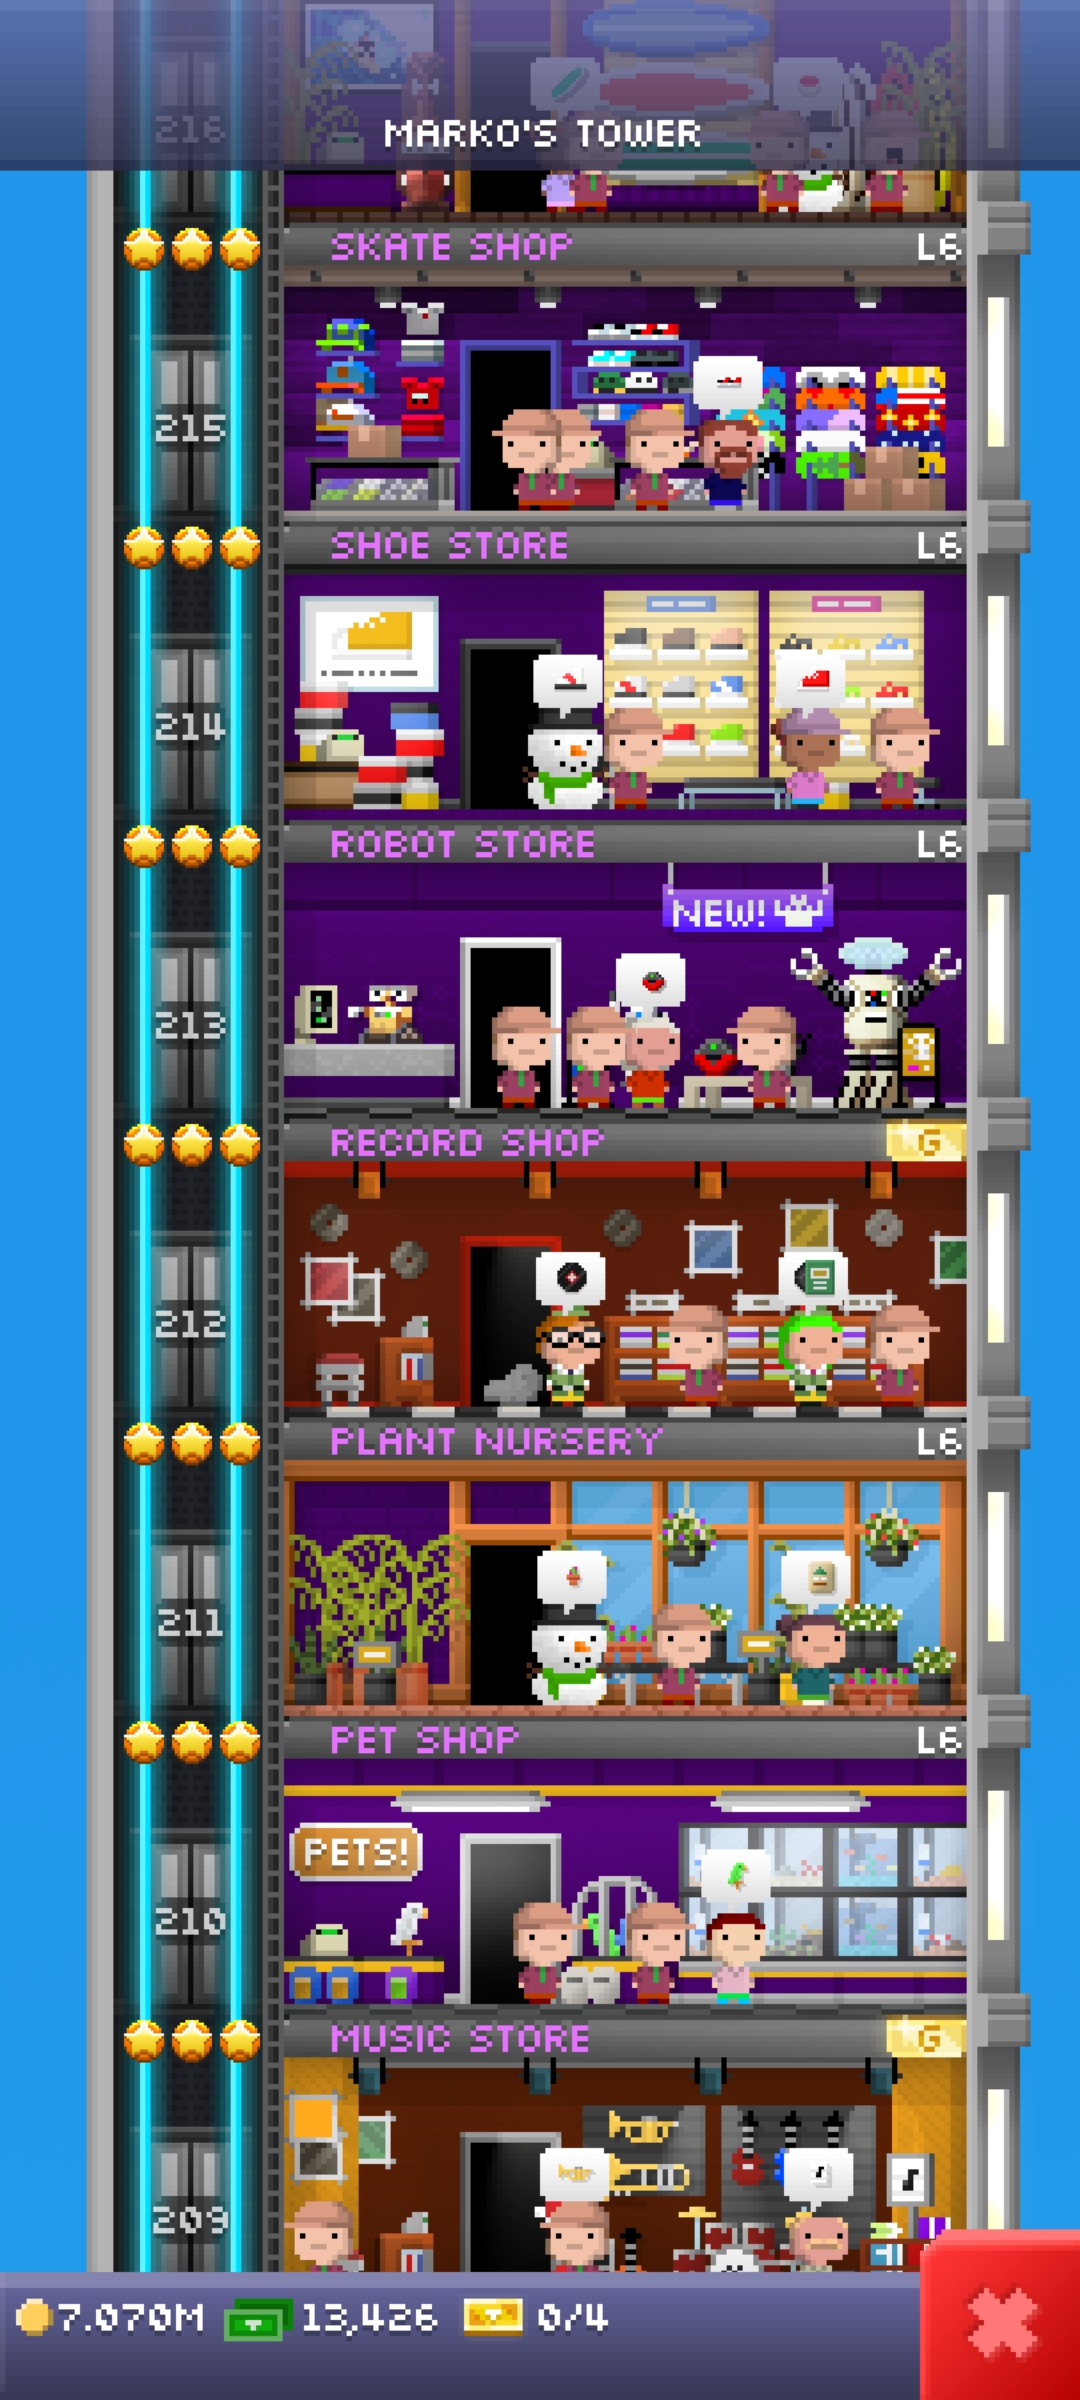 216
MARKO'S TOWER
SKATE SHOP L6
215
SHOE STORE L6
214
ROBOT STORE L6
NEW!
213
RECORD SHOP G
212
PLANT NURSERY L6
211
PET SHOP L6
PETS!
210
MUSIC STORE G
209
7.070M 13,426 0/4